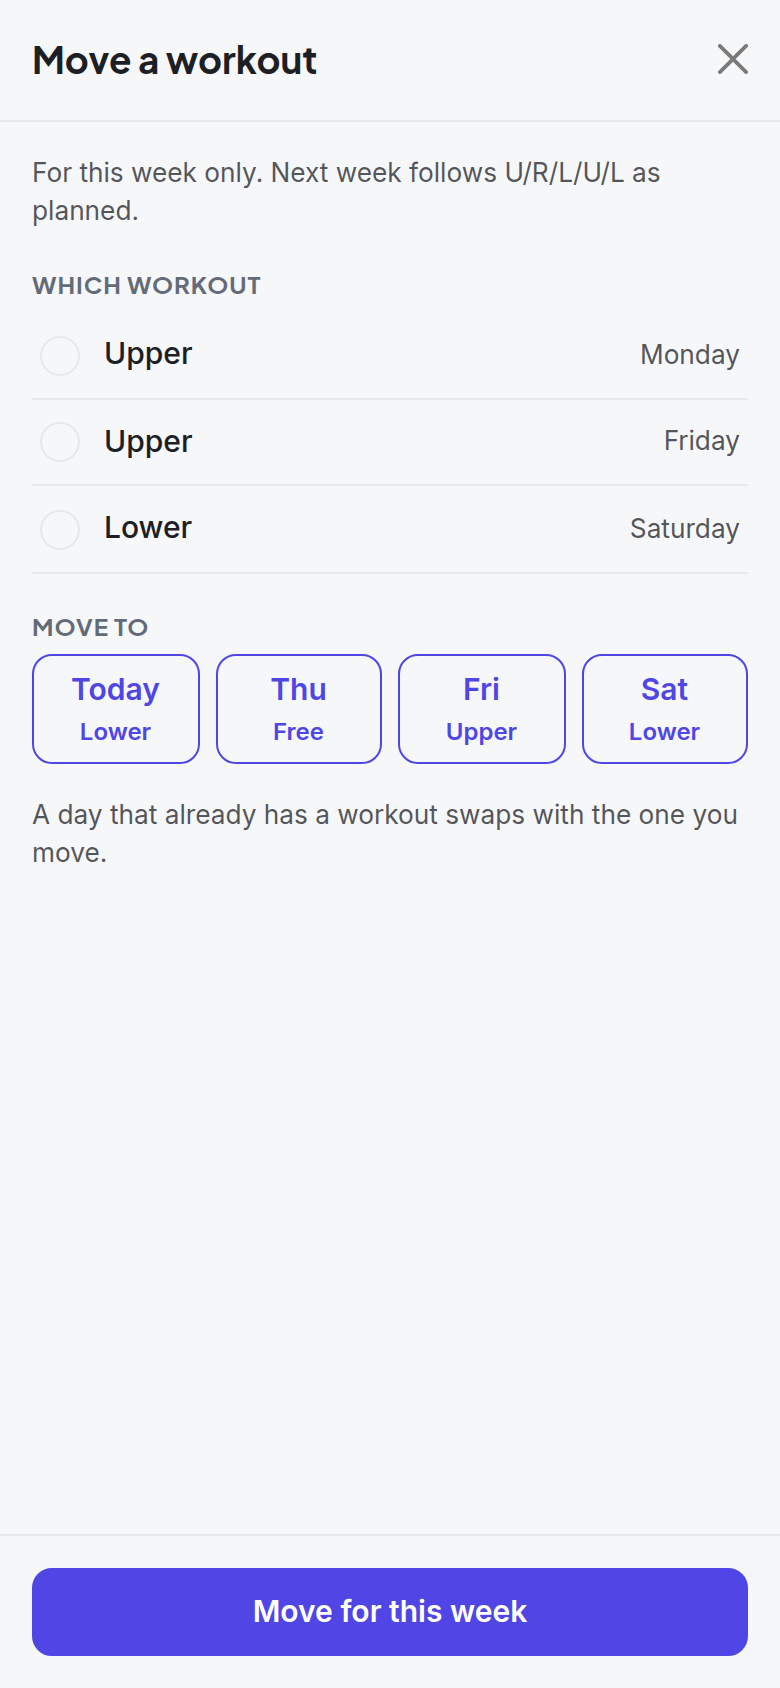 Move a workout
For this week only. Next week follows U/R/L/U/L as
planned.
WHICH WORKOUT
Upper Monday
Upper Friday
Lower Saturday
MOVE TO
Today Thu Fri Sat
Lower Free Upper Lower
A day that already has a workout swaps with the one you
move.
Move for this week